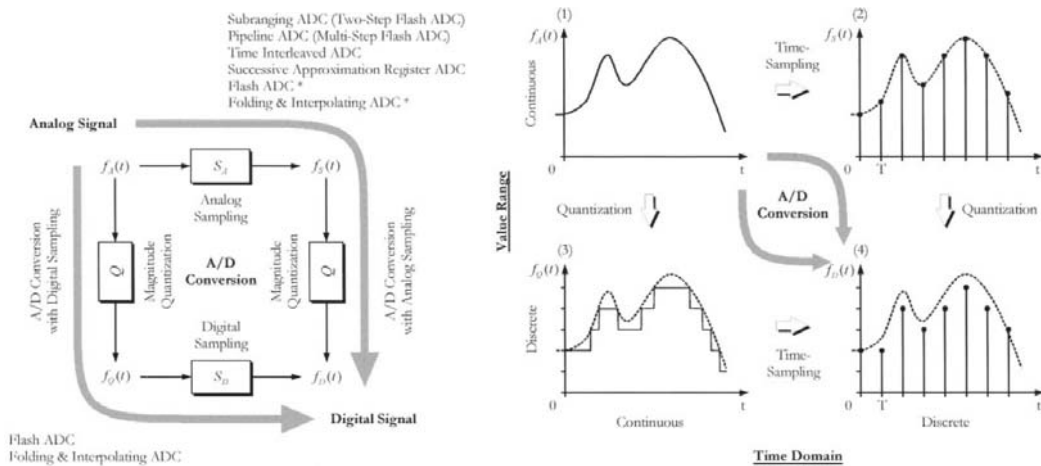 Subranging ADC (Two-Step Flash ADC)
Pipeline ADC (Multi-Step Flash ADC)
Time Interleaved ADC
Successive Approximation Register ADC
Flash ADC *
Folding & Interpolating ADC *
Analog Signal
f_A(t)
S_A
f_S(t)
Analog
Sampling
A/D Conversion
with Digital Sampling
Q
Magnitude
Quantization
A/D
Conversion
Magnitude
Quantization
Q
A/D Conversion
with Analog Sampling
Digital
Sampling
f_Q(t)
S_D
f_D(t)
Digital Signal
Flash ADC
Folding & Interpolating ADC
(1)
f_A(t)
Continuous
0
t
Time-
Sampling
(2)
f_S(t)
0
T
t
Value Range
Quantization
A/D
Conversion
Quantization
(3)
f_Q(t)
Discrete
0
t
Continuous
Time-
Sampling
(4)
f_D(t)
0
T
t
Discrete
Time Domain